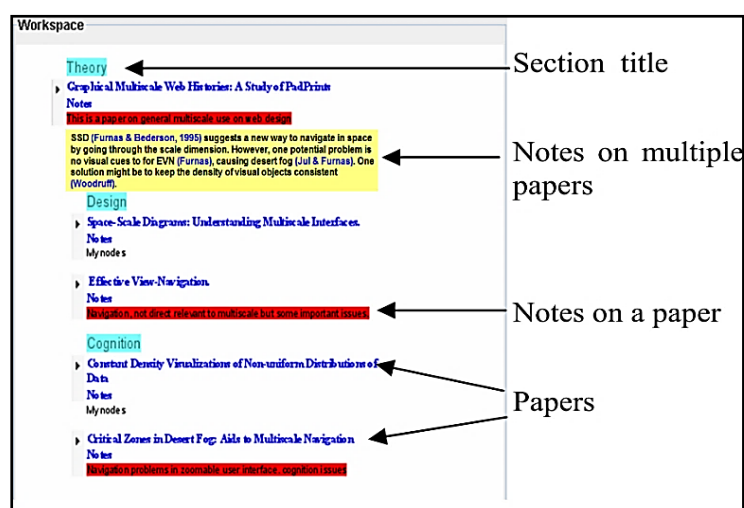 Workspace
Theory
Section title
Graphical Multiscale Web Histories: A Study of PadPrints
Notes
This is a paper on general multiscale use on web design
SSD (Furnas & Bederson, 1995) suggests a new way to navigate in space
by going through the scale dimension. However, one potential problem is
no visual cues to for EVN (Furnas), causing desert fog (Jul & Furnas). One
solution might be to keep the density of visual objects consistent
(Woodruff).
Notes on multiple
papers
Design
Space-Scale Diagrams: Understanding Multiscale Interfaces.
Notes
My nodes
Effective View-Navigation.
Notes
Navigation, not direct relevant to multiscale but some important issues.
Notes on a paper
Cognition
Constant Density Visualizations of Non-uniform Distributions of
Data
Notes
My nodes
Papers
Critical Zones in Desert Fog: Aids to Multiscale Navigation
Notes
Navigation problems in zoomable user interface, cognition issues